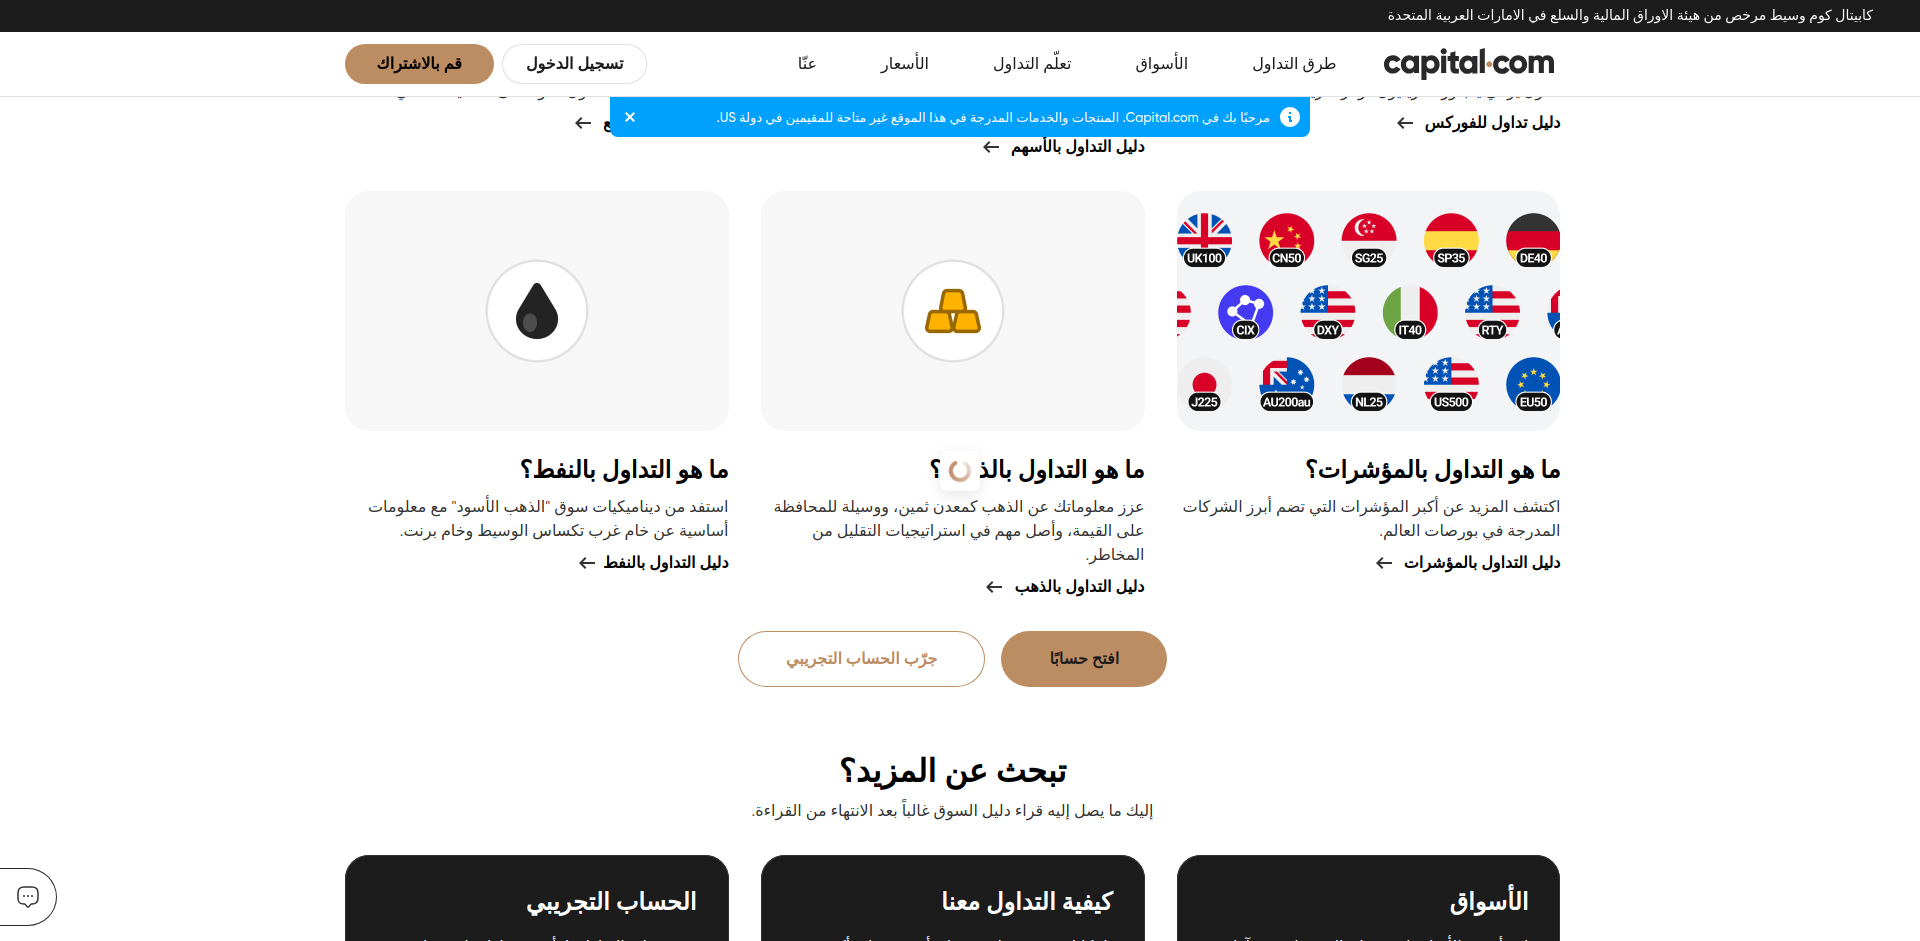 كابيتال كوم وسيط مرخص من هيئة الاوراق المالية والسلع في الامارات العربية المتحدة
capital.com
طرق التداول
الأسواق
تعلّم التداول
الأسعار
عنّا
تسجيل الدخول
قم بالاشتراك
مرحبًا بك في Capital.com. المنتجات والخدمات المدرجة في هذا الموقع غير متاحة للمقيمين في دولة US.
دليل تداول للفوركس
دليل التداول بالأسهم
UK100
CN50
SG25
SP35
DE40
CIX
DXY
IT40
RTY
J225
AU200au
NL25
US500
EU50
ما هو التداول بالمؤشرات؟
اكتشف المزيد عن أكبر المؤشرات التي تضم أبرز الشركات
المدرجة في بورصات العالم.
دليل التداول بالمؤشرات
ما هو التداول
عزز معلوماتك عن الذهب كمعدن ثمين، ووسيلة للمحافظة
على القيمة، وأصل مهم في استراتيجيات التقليل من
المخاطر.
دليل التداول بالذهب
ما هو التداول بالنفط؟
استفد من ديناميكيات سوق "الذهب الأسود" مع معلومات
أساسية عن خام غرب تكساس الوسيط وخام برنت.
دليل التداول بالنفط
افتح حسابًا
جرّب الحساب التجريبي
تبحث عن المزيد؟
إليك ما يصل إليه قراء دليل السوق غالباً بعد الانتهاء من القراءة.
الأسواق
كيفية التداول معنا
الحساب التجريبي